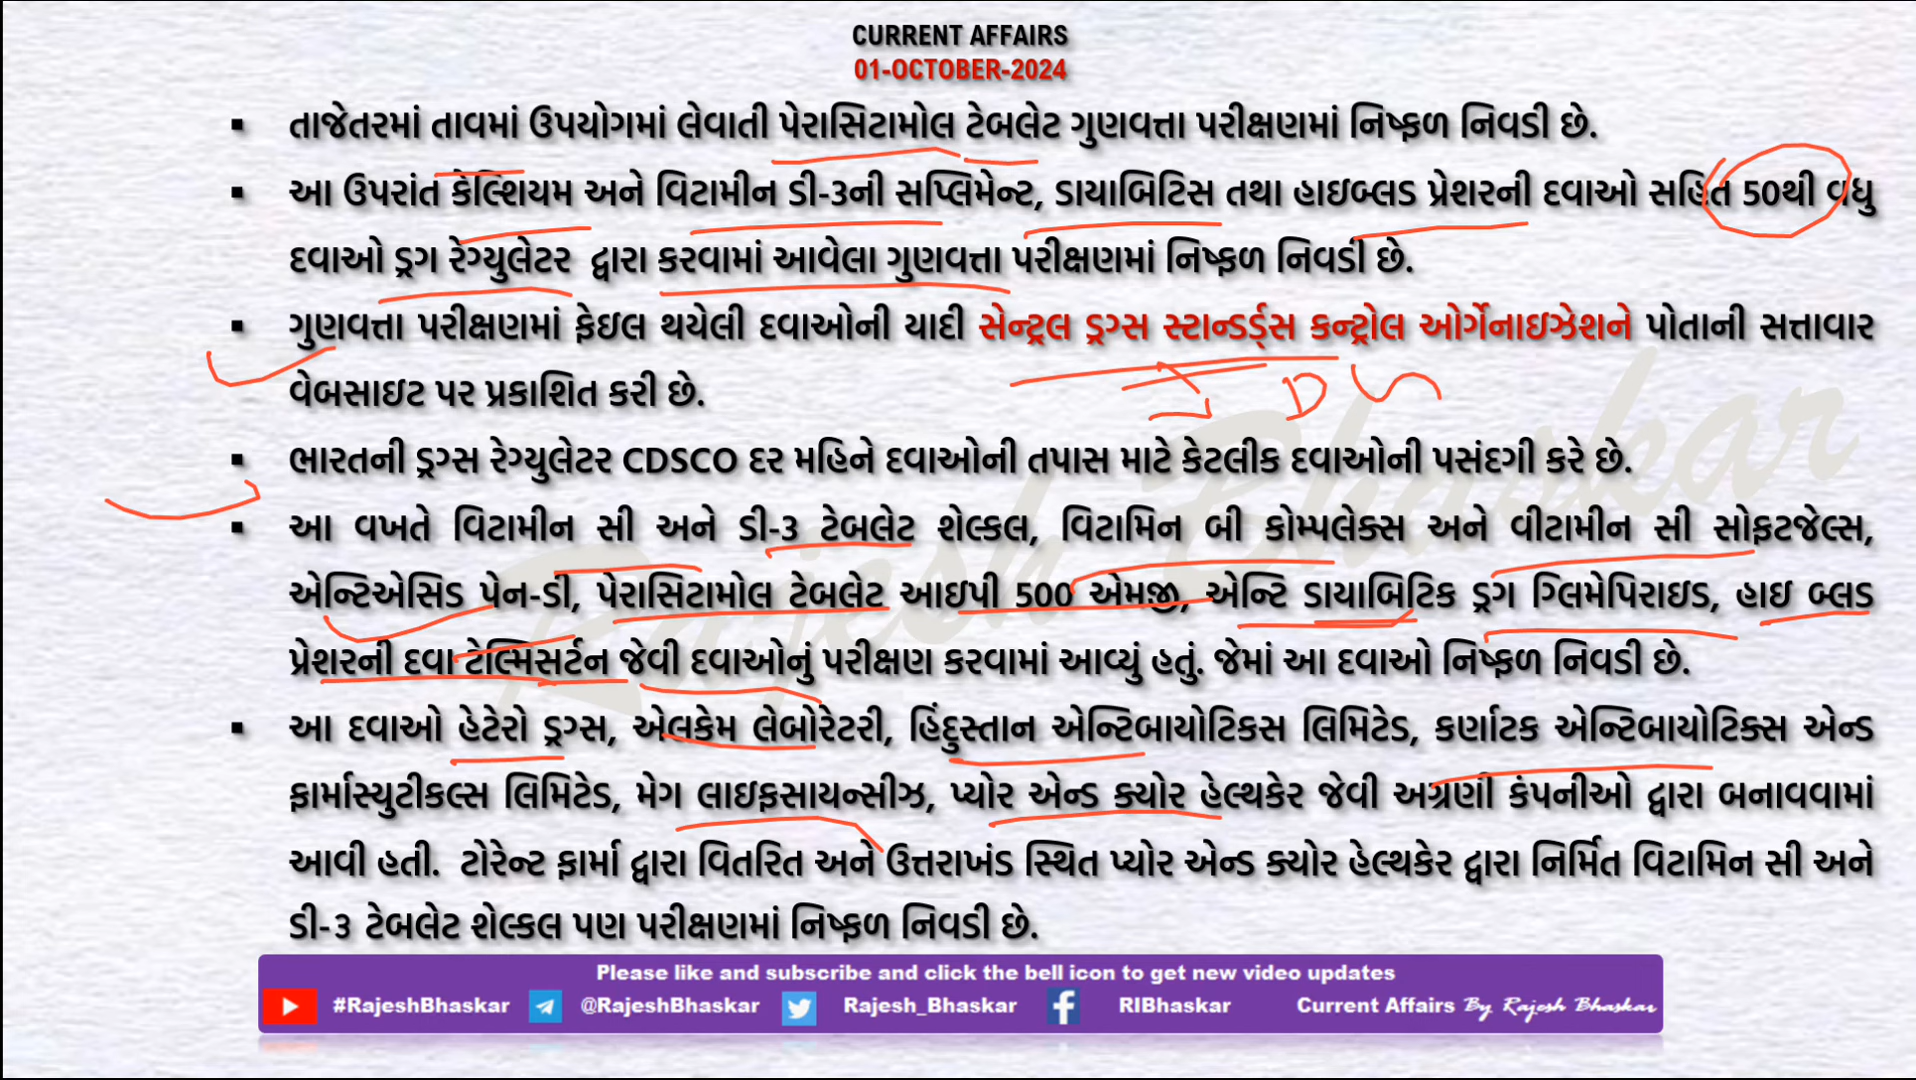 CURRENT AFFAIRS
01-OCTOBER-2024
▪ તાજેતરમાં તાવમાં ઉપયોગમાં લેવાતી પેરાસિટામોલ ટેબલેટ ગુણવત્તા પરીક્ષણમાં નિષ્ફળ નિવડી છે.
▪ આ ઉપરાંત કેલ્શિયમ અને વિટામીન ડી-3ની સપ્લિમેન્ટ, ડાયાબિટિસ તથા હાઇબ્લડ પ્રેશરની દવાઓ સહિત 50થી વધુ
દવાઓ ડ્રગ રેગ્યુલેટર દ્વારા કરવામાં આવેલા ગુણવત્તા પરીક્ષણમાં નિષ્ફળ નિવડી છે.
▪ ગુણવત્તા પરીક્ષણમાં ફેઇલ થયેલી દવાઓની યાદી સેન્ટ્રલ ડ્રગ્સ સ્ટાન્ડર્ડ્સ કન્ટ્રોલ ઓર્ગેનાઇઝેશને પોતાની સત્તાવાર
વેબસાઇટ પર પ્રકાશિત કરી છે.
▪ ભારતની ડ્રગ્સ રેગ્યુલેટર CDSCO દર મહિને દવાઓની તપાસ માટે કેટલીક દવાઓની પસંદગી કરે છે.
▪ આ વખતે વિટામીન સી અને ડી-૩ ટેબલેટ શેલ્કલ, વિટામિન બી કોમ્પલેક્સ અને વીટામીન સી સોફટજેલ્સ,
એન્ટિએસિડ પેન-ડી, પેરાસિટામોલ ટેબલેટ આઇપી 500 એમજી, એન્ટિ ડાયાબિટિક ડ્રગ ગ્લિમેપિરાઇડ, હાઇ બ્લડ
પ્રેશરની દવા ટેલ્મિસર્ટન જેવી દવાઓનું પરીક્ષણ કરવામાં આવ્યું હતું. જેમાં આ દવાઓ નિષ્ફળ નિવડી છે.
▪ આ દવાઓ હેટેરો ડ્રગ્સ, એલકેમ લેબોરેટરી, હિંદુસ્તાન એન્ટિબાયોટિકસ લિમિટેડ, કર્ણાટક એન્ટિબાયોટિક્સ એન્ડ
ફાર્માસ્યુટીકલ્સ લિમિટેડ, મેગ લાઇફસાયન્સીઝ, પ્યોર એન્ડ ક્યોર હેલ્થકેર જેવી અગ્રણી કંપનીઓ દ્વારા બનાવવામાં
આવી હતી. ટોરેન્ટ ફાર્મા દ્વારા વિતરિત અને ઉત્તરાખંડ સ્થિત પ્યોર એન્ડ ક્યોર હેલ્થકેર દ્વારા નિર્મિત વિટામિન સી અને
ડી-૩ ટેબલેટ શેલ્કલ પણ પરીક્ષણમાં નિષ્ફળ નિવડી છે.
Rajesh Bhaskar
Please like and subscribe and click the bell icon to get new video updates
#RajeshBhaskar @RajeshBhaskar Rajesh_Bhaskar RIBhaskar Current Affairs By Rajesh Bhaskar